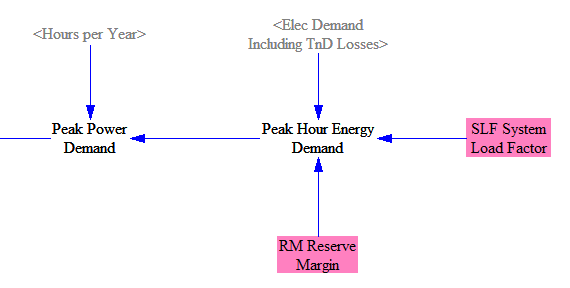 <Hours per Year>
<Elec Demand
Including TnD Losses>
Peak Power
Demand
Peak Hour Energy
Demand
SLF System
Load Factor
RM Reserve
Margin